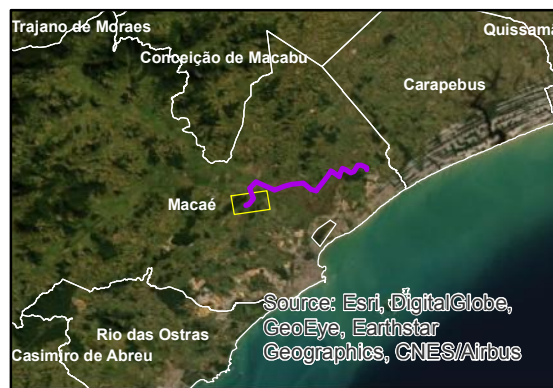 Trajano de Moraes
Quissamã
Conceição de Macabu
Carapebus
Macaé
Source: Esri, DigitalGlobe,
GeoEye, Earthstar
Geographics, CNES/Airbus
Rio das Ostras
Casimiro de Abreu